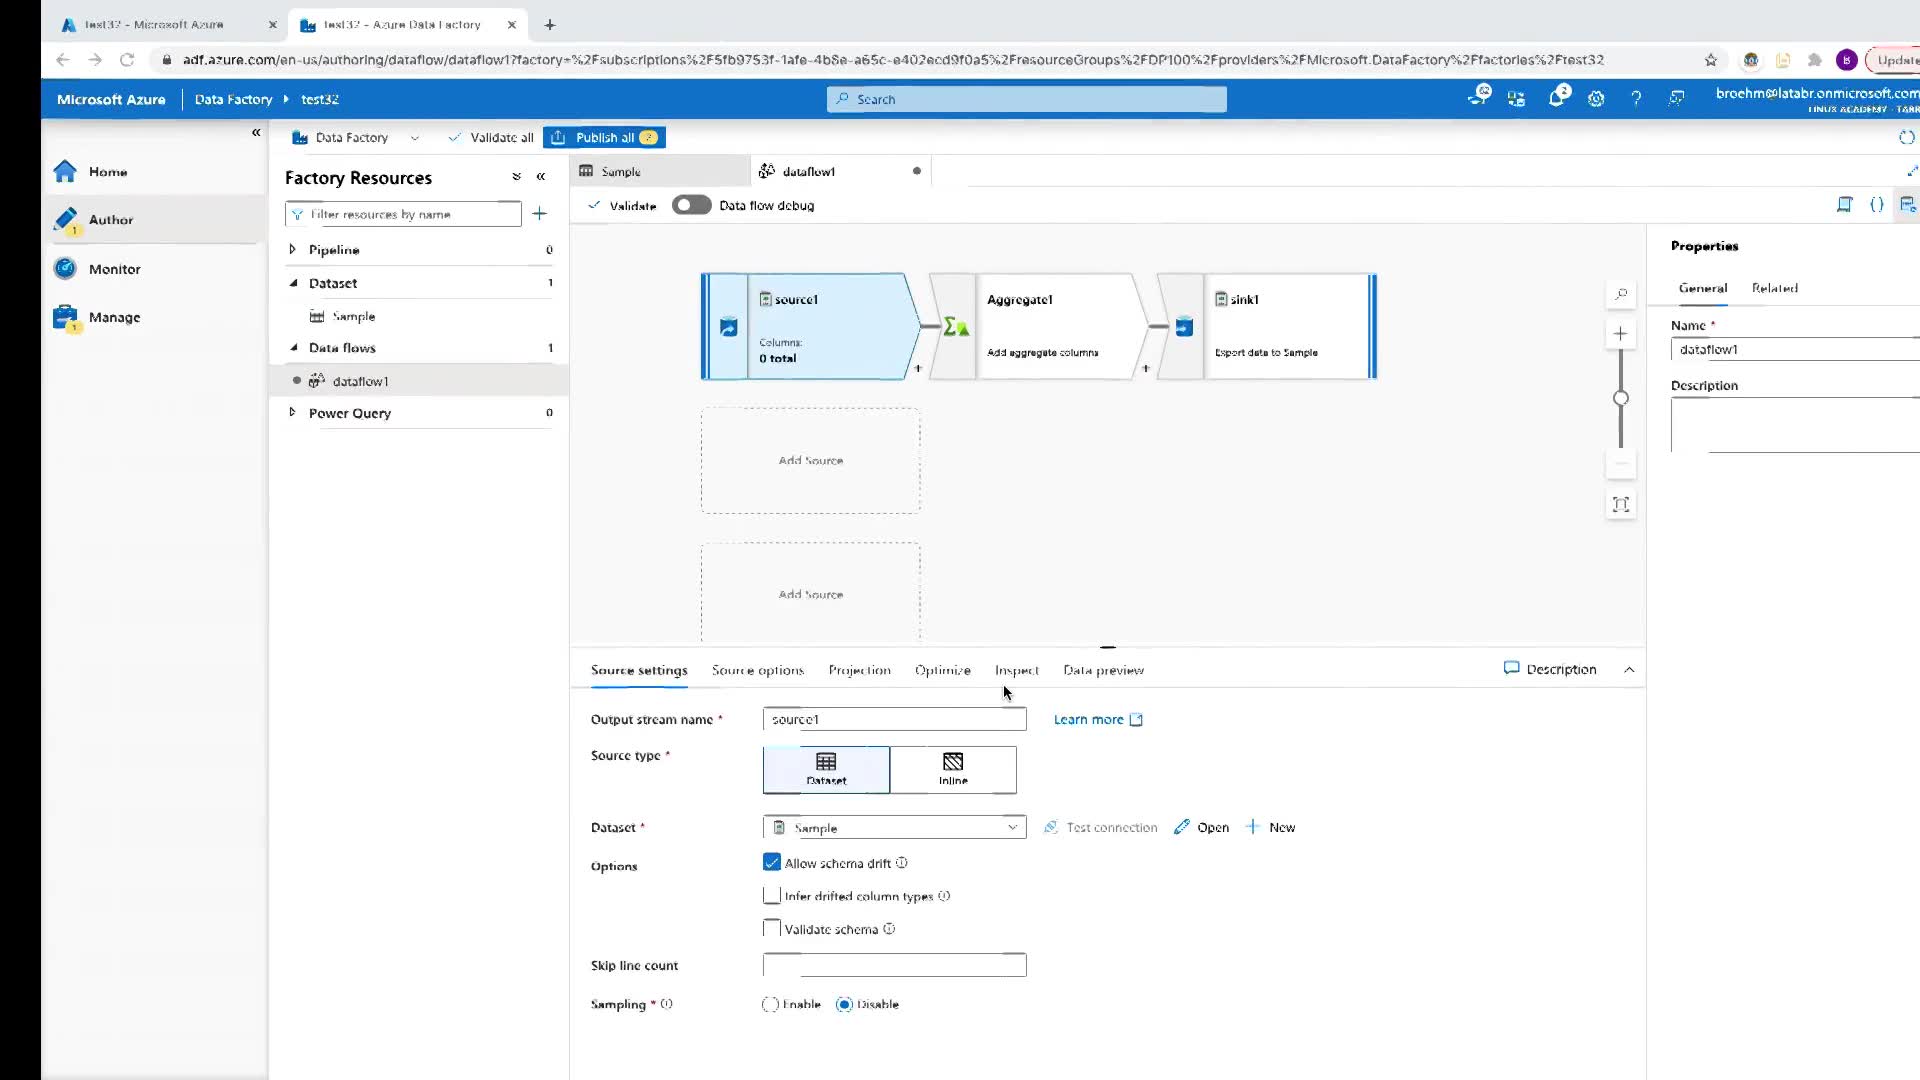 test32 - Microsoft Azure
test32 - Azure Data Factory
adf.azure.com/en-us/authoring/dataflow/dataflow1?factory=%2Fsubscriptions%2F5fb9753f-1afe-4b8e-a65c-e402ecd9f0a5%2FresourceGroups%2FDP100%2Fproviders%2FMicrosoft.DataFactory%2Ffactories%2Ftest32
B
Update
Microsoft Azure
Data Factory
test32
Search
62
2
broehm@latabr.onmicrosoft.com
LINUX ACADEMY - TABR
Data Factory
Validate all
Publish all
2
Home
Author
1
Monitor
Manage
1
Factory Resources
Filter resources by name
Pipeline 0
Dataset 1
Sample
Data flows 1
dataflow1
Power Query 0
Sample
dataflow1
Validate
Data flow debug
source1
Columns:
0 total
Aggregate1
Add aggregate columns
sink1
Export data to Sample
Add Source
Add Source
Properties
General
Related
Name *
dataflow1
Description
Source settings
Source options
Projection
Optimize
Inspect
Data preview
Description
Output stream name *
source1
Learn more
Source type *
Dataset
Inline
Dataset *
Sample
Test connection
Open
New
Options
Allow schema drift
Infer drifted column types
Validate schema
Skip line count
Sampling *
Enable
Disable